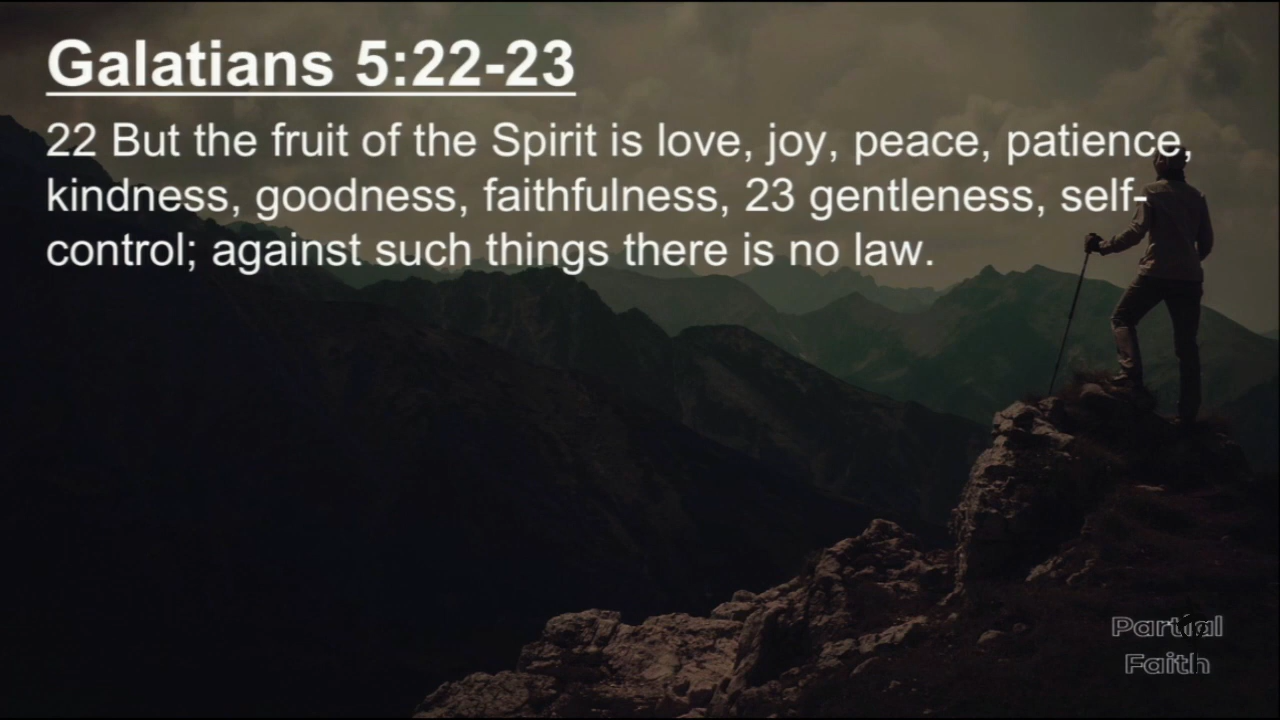 Galatians 5:22-23
22 But the fruit of the Spirit is love, joy, peace, patience,
kindness, goodness, faithfulness, 23 gentleness, self-
control; against such things there is no law.
Partial
Faith